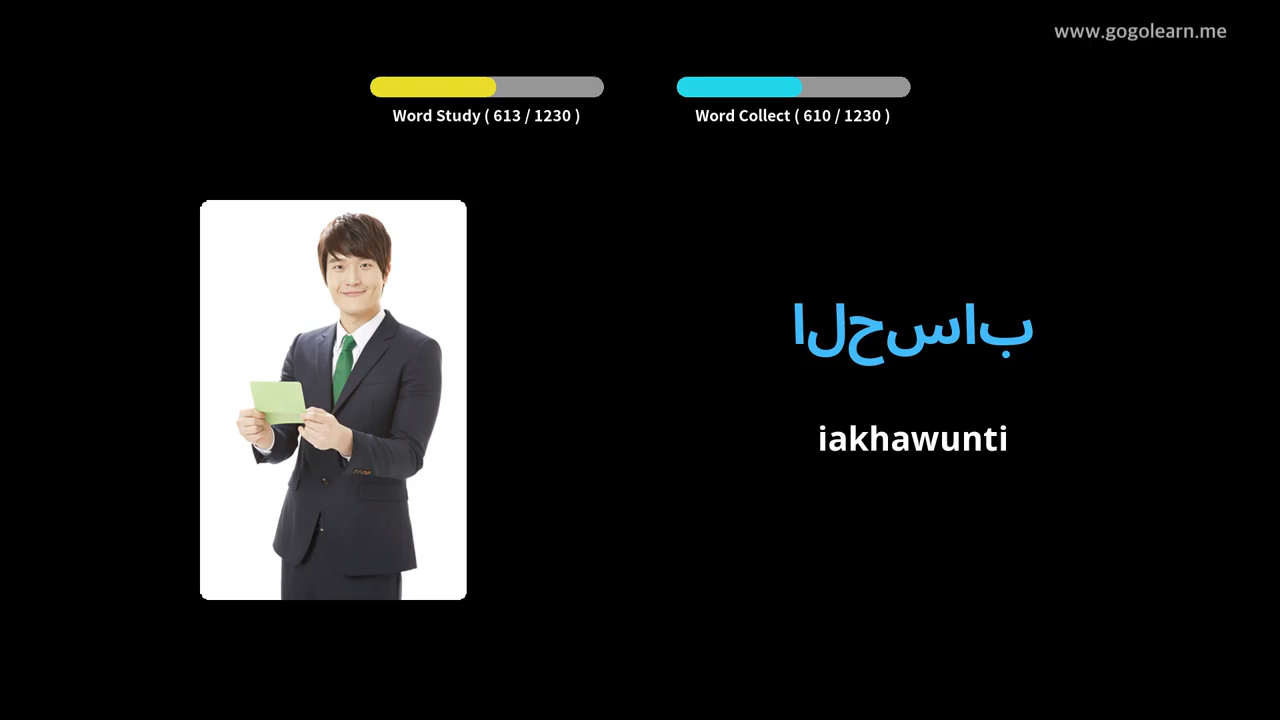 www.gogolearn.me
Word Study ( 613 / 1230 )
Word Collect ( 610 / 1230 )
الحساب
iakhawunti